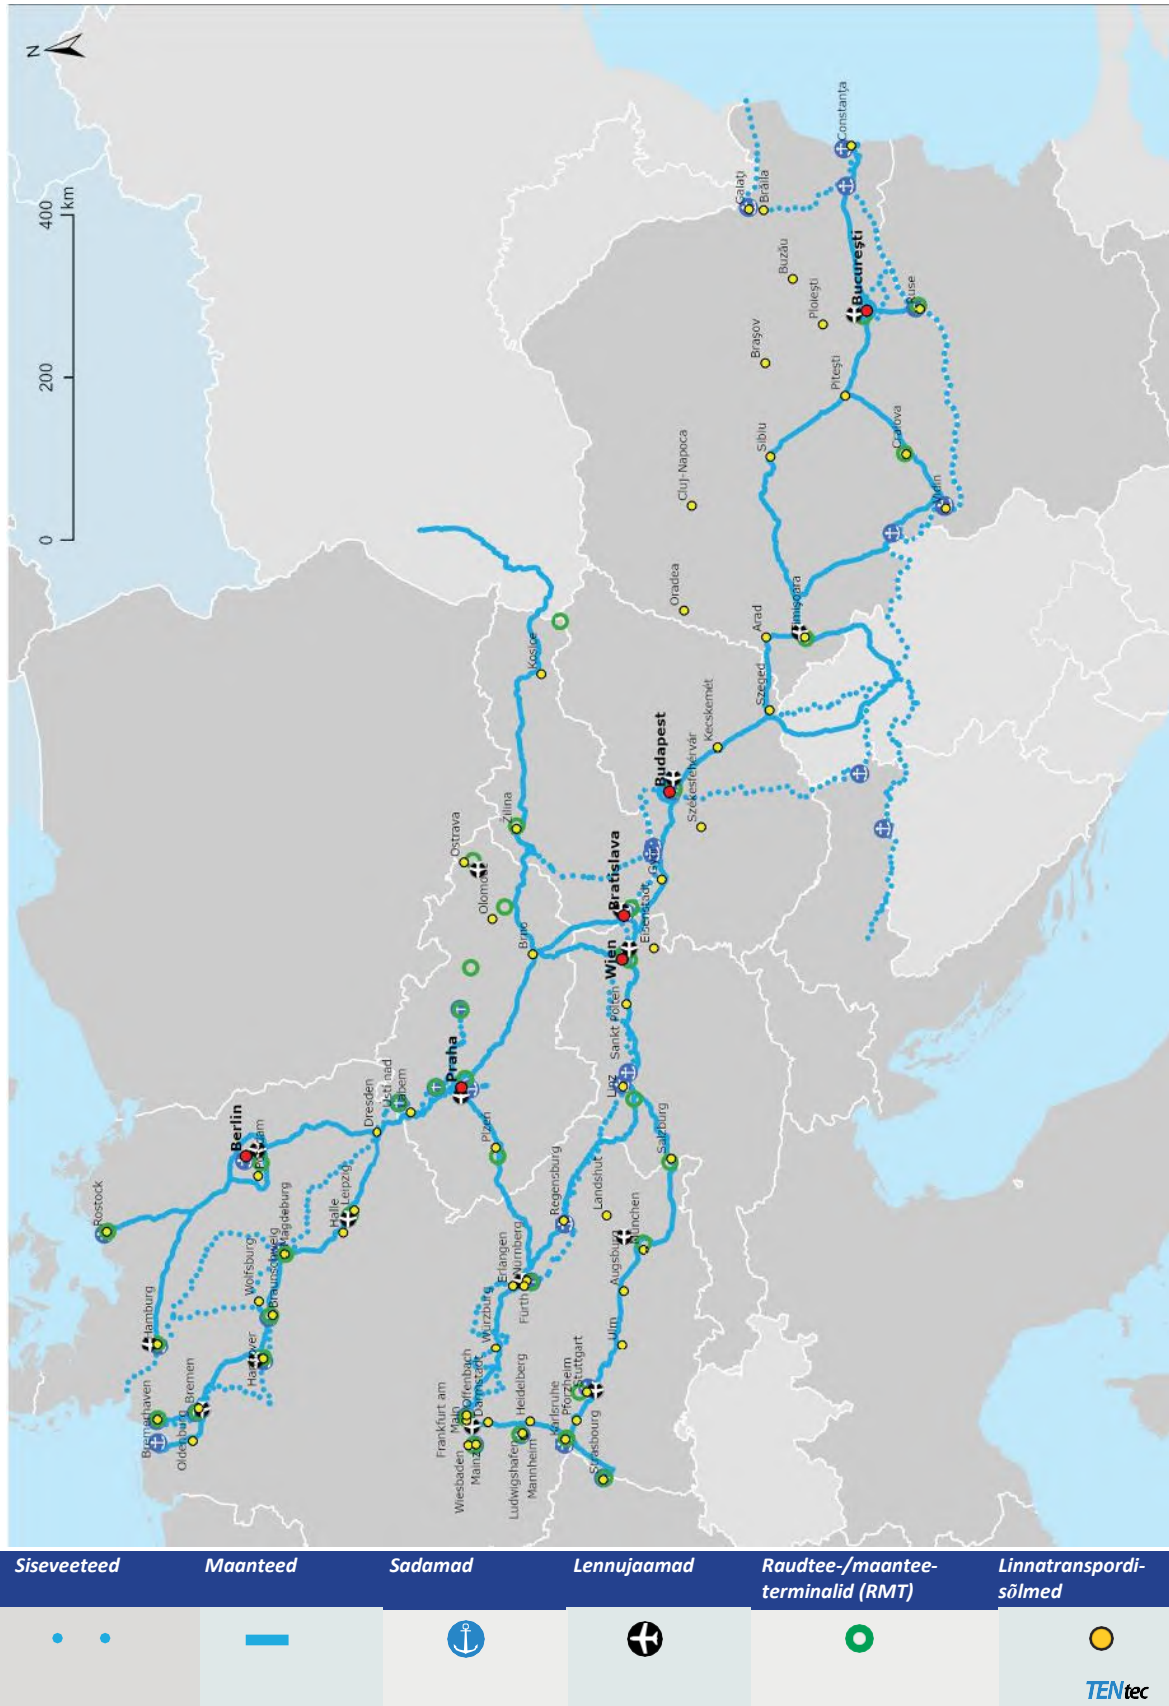 N
0
200
400
km
Rostock
Hamburg
Bremerhaven
Bremen
Oldenburg
Hannover
Wolfsburg
Braunschweig
Magdeburg
Berlin
Potsdam
Halle
Leipzig
Dresden
Ústí nad
Labem
Praha
Plzeň
Ostrava
Olomouc
Brno
Žilina
Košice
Frankfurt am
Main
Offenbach
Darmstadt
Wiesbaden
Mainz
Würzburg
Erlangen
Nürnberg
Fürth
Heidelberg
Ludwigshafen
Mannheim
Karlsruhe
Pforzheim
Stuttgart
Strasbourg
Ulm
Augsburg
München
Landshut
Regensburg
Salzburg
Linz
Sankt Pölten
Wien
Eisenstadt
Bratislava
Győr
Budapest
Székesfehérvár
Kecskemét
Szeged
Arad
Timișoara
Oradea
Cluj-Napoca
Sibiu
Brașov
Pitești
Craiova
Vidin
Ploiești
Buzău
București
Ruse
Galați
Brăila
Constanța
Siseveeteed
Maanteed
Sadamad
Lennujaamad
Raudtee-/maantee-
terminalid (RMT)
Linnatranspordi-
sõlmed
TENtec